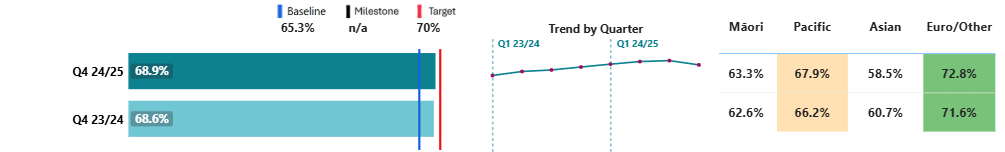 Baseline Milestone Target
65.3% n/a 70%
Trend by Quarter
Māori Pacific Asian Euro/Other
Q1 23/24 Q1 24/25
Q4 24/25 68.9% 63.3% 67.9% 58.5% 72.8%
Q4 23/24 68.6% 62.6% 66.2% 60.7% 71.6%